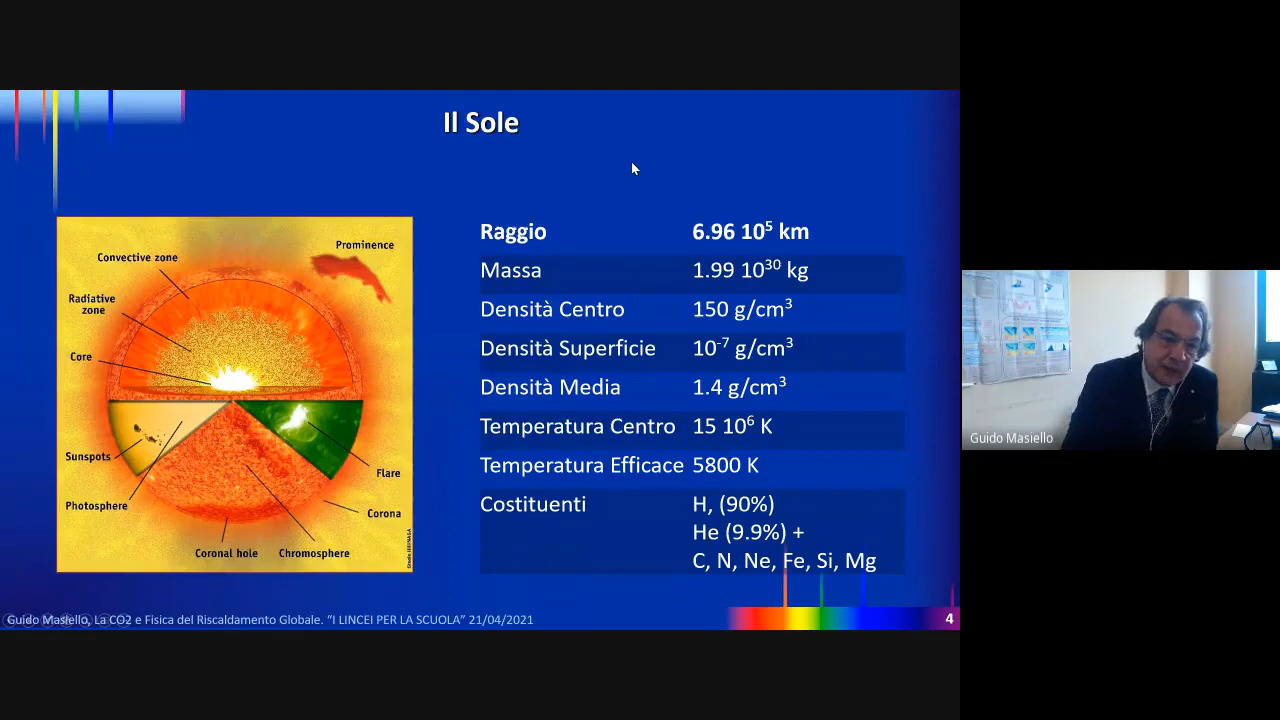 Il Sole
Prominence
Convective zone
Radiative
zone
Core
Sunspots
Photosphere
Flare
Corona
Coronal hole
Chromosphere
Raggio 6.96 10⁵ km
Massa 1.99 10³⁰ kg
Densità Centro 150 g/cm³
Densità Superficie 10⁻⁷ g/cm³
Densità Media 1.4 g/cm³
Temperatura Centro 15 10⁶ K
Temperatura Efficace 5800 K
Costituenti H, (90%)
He (9.9%) +
C, N, Ne, Fe, Si, Mg
Guido Masiello, La CO2 e Fisica del Riscaldamento Globale. "I LINCEI PER LA SCUOLA" 21/04/2021
4
Guido Masiello